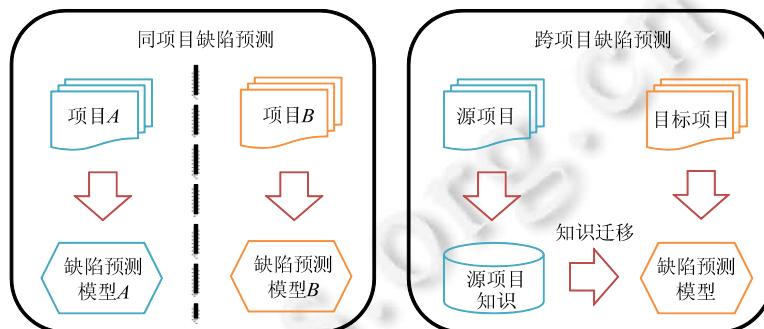 同项目缺陷预测
项目A
项目B
缺陷预测
模型A
缺陷预测
模型B
跨项目缺陷预测
源项目
目标项目
知识迁移
源项目
知识
缺陷预测
模型
.org.cn